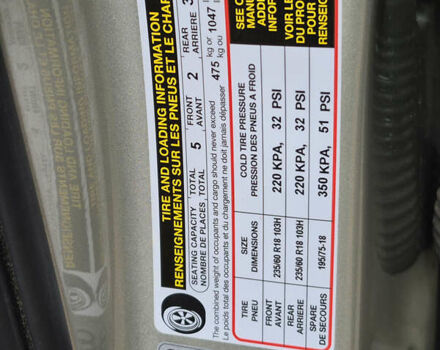 TIRE AND LOADING INFORMATION
RENSEIGNEMENTS SUR LES PNEUS ET LE CHAR
SEATING CAPACITY TOTAL 5 FRONT 2 REAR 3
NOMBRE DE PLACES, TOTAL AVANT ARRIERE
The combined weight of occupants and cargo should never exceed 475 kg or 1047
Le poids total des occupants et du chargement ne doit jamais dépasser kg ou
TIRE SIZE COLD TIRE PRESSURE
PNEU DIMENSIONS PRESSION DES PNEUS A FROID
FRONT 235/60 R18 103H 220 KPA, 32 PSI
AVANT
REAR 235/60 R18 103H 220 KPA, 32 PSI
ARRIERE
SPARE 195/75-18 350 KPA, 51 PSI
DE SECOURS
SEE O
MANU
ADDI
INFOR
VOIR LE
DU PRO
POUR
RENSEI